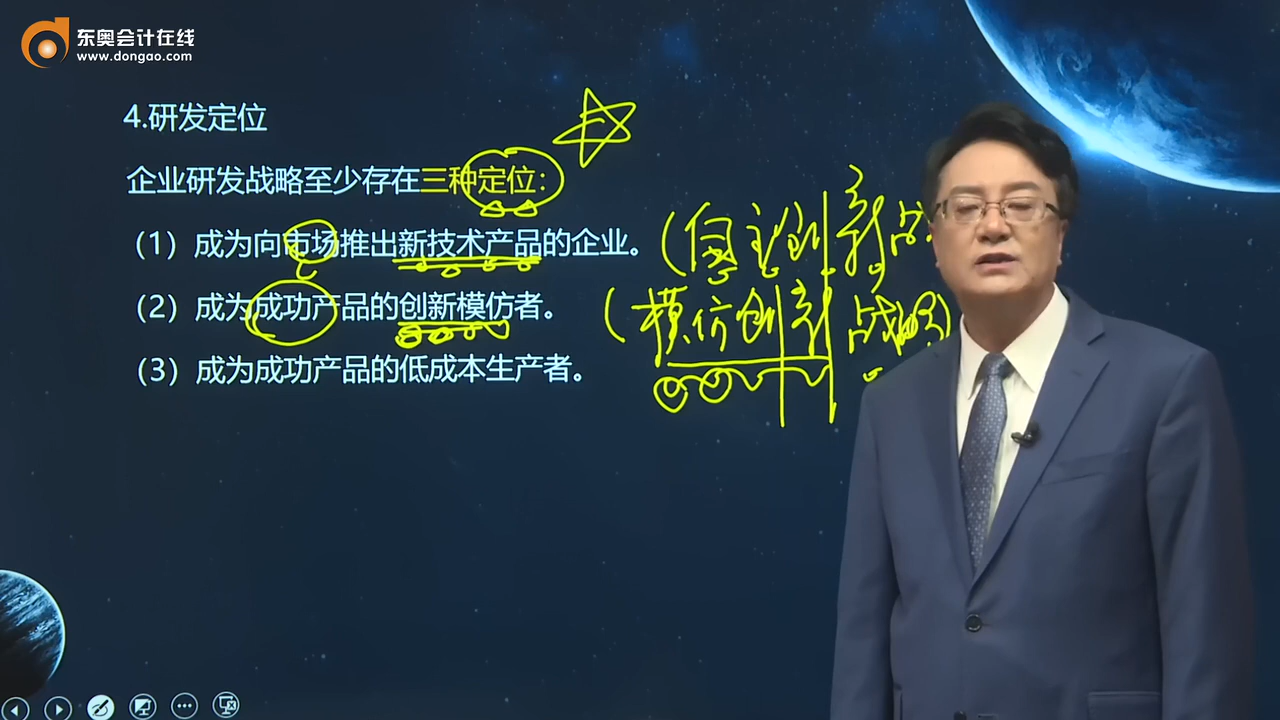 东奥会计在线
www.dongao.com
4.研发定位
企业研发战略至少存在三种定位：
（1）成为向市场推出新技术产品的企业。（自主创新战
（2）成为成功产品的创新模仿者。（模仿创新战略）
（3）成为成功产品的低成本生产者。